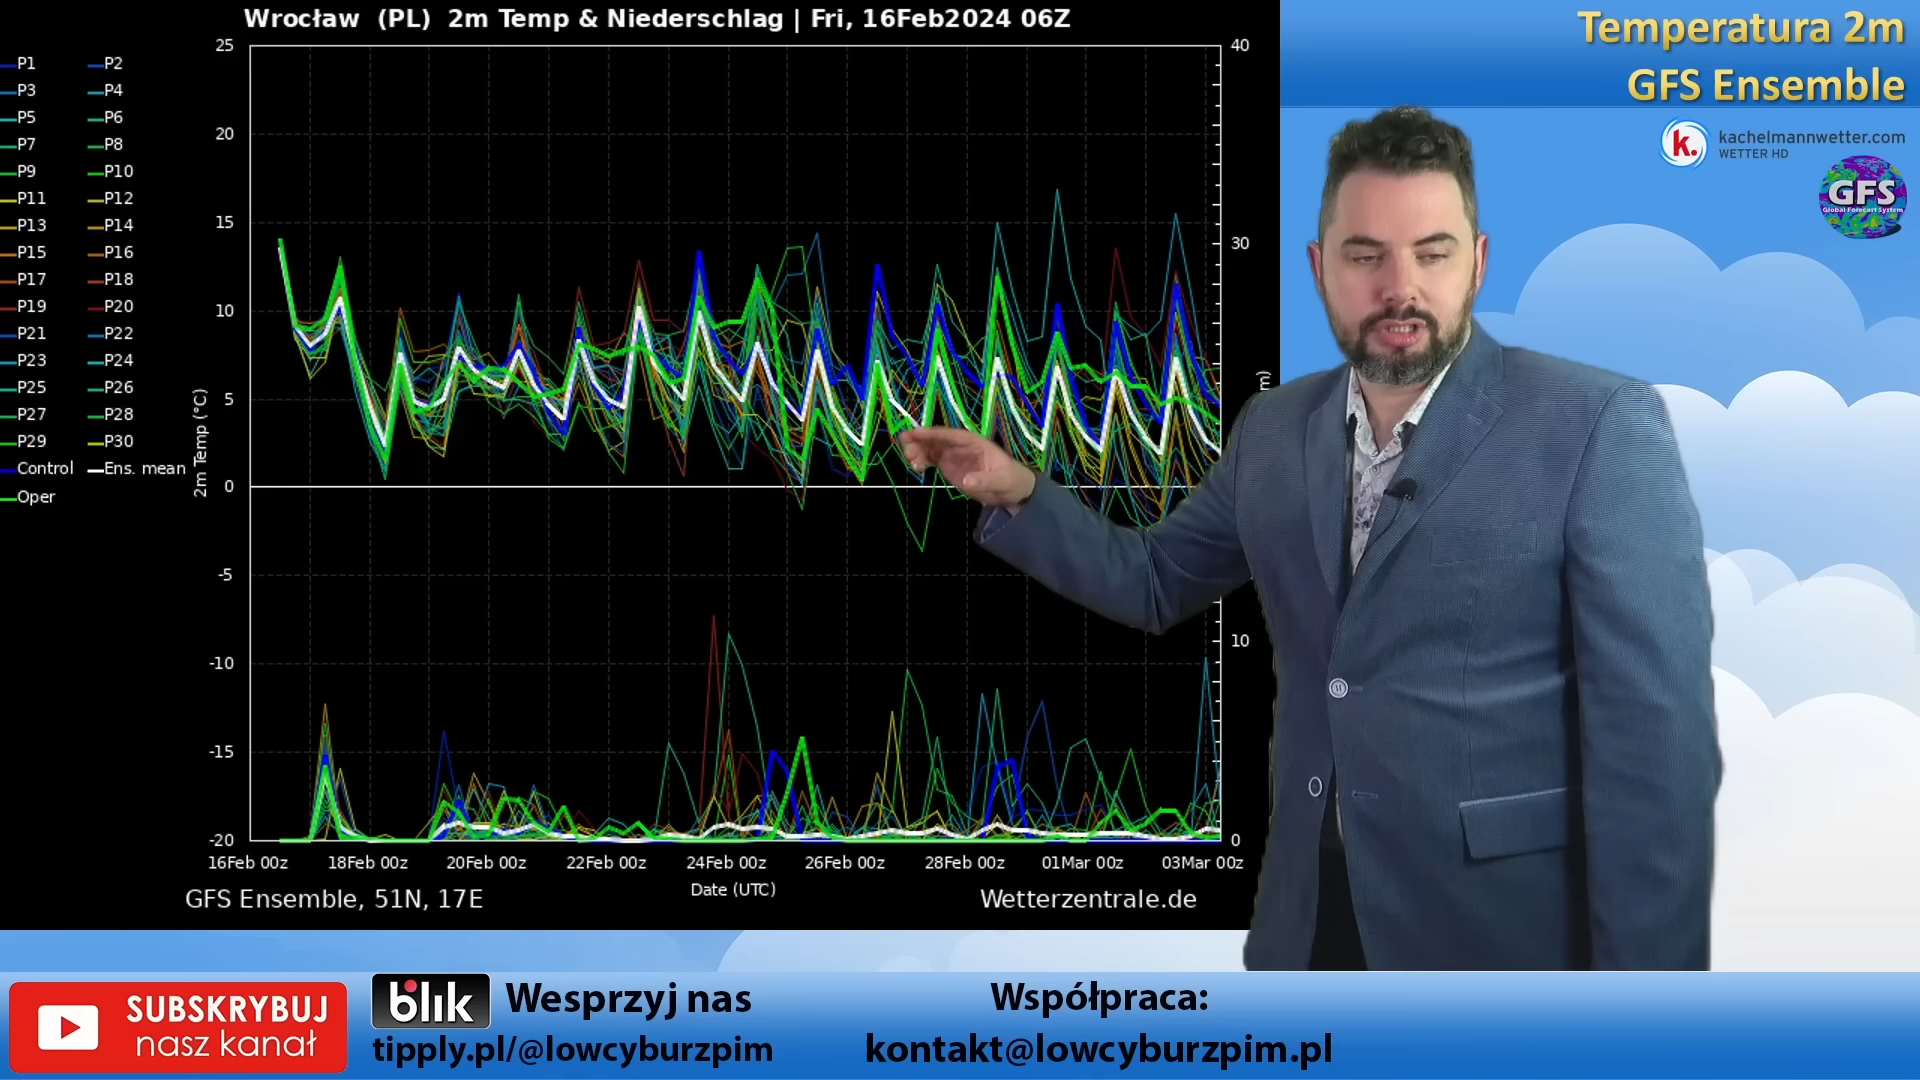 Wrocław (PL) 2m Temp & Niederschlag | Fri, 16Feb2024 06Z
Temperatura 2m
GFS Ensemble
kachelmannwetter.com
WETTER HD
k.
GFS
Global Forecast System
P1 P2
P3 P4
P5 P6
P7 P8
P9 P10
P11 P12
P13 P14
P15 P16
P17 P18
P19 P20
P21 P22
P23 P24
P25 P26
P27 P28
P29 P30
Control Ens. mean
Oper
2m Temp (°C)
25
20
15
10
5
0
-5
-10
-15
-20
40
30
m)
10
0
16Feb 00z 18Feb 00z 20Feb 00z 22Feb 00z 24Feb 00z 26Feb 00z 28Feb 00z 01Mar 00z 03Mar 00z
Date (UTC)
GFS Ensemble, 51N, 17E
Wetterzentrale.de
SUBSKRYBUJ
nasz kanał
blik
Wesprzyj nas
tipply.pl/@lowcyburzpim
Współpraca:
kontakt@lowcyburzpim.pl